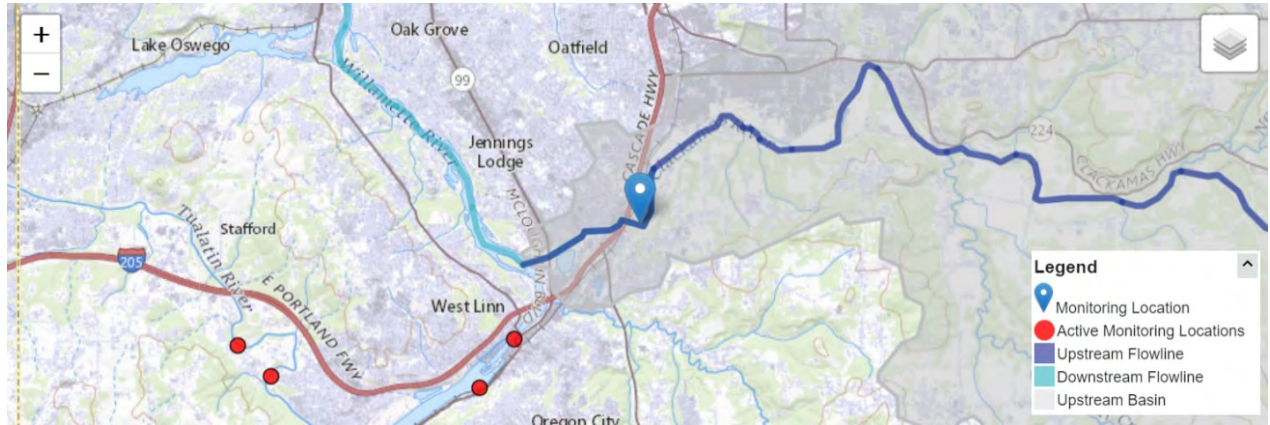 +
−
Lake Oswego
Oak Grove
Oatfield
99
Willamette River
CASCADE HWY
Jennings
Lodge
224
CLACKAMAS HWY
Tualatin River
Stafford
205
E PORTLAND FWY
West Linn
Oregon City
Legend
Monitoring Location
Active Monitoring Locations
Upstream Flowline
Downstream Flowline
Upstream Basin